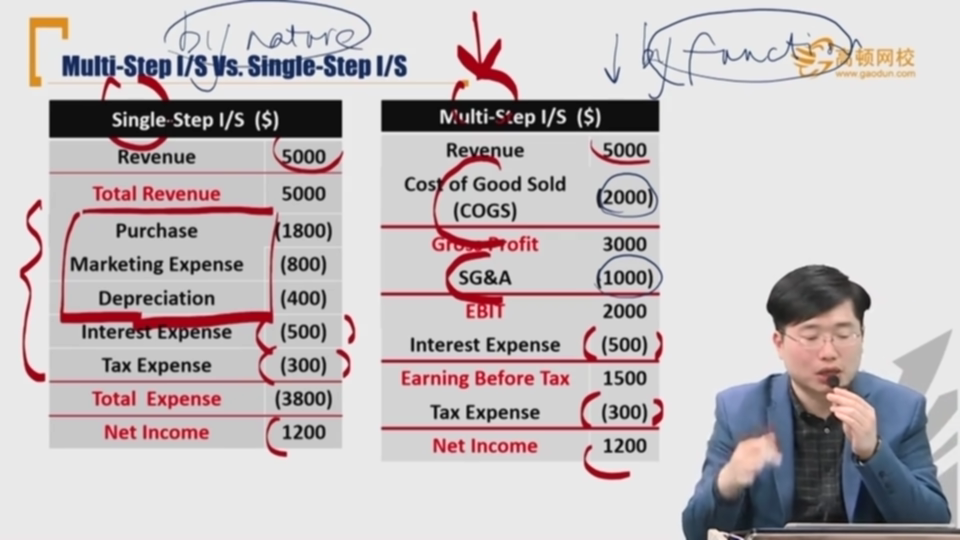 by nature
by function
Multi-Step I/S Vs. Single-Step I/S
高顿网校
www.gaodun.com
Single-Step I/S ($)
Revenue 5000
Total Revenue 5000
Purchase (1800)
Marketing Expense (800)
Depreciation (400)
Interest Expense (500)
Tax Expense (300)
Total Expense (3800)
Net Income 1200
Multi-Step I/S ($)
Revenue 5000
Cost of Good Sold
(COGS) (2000)
Gross Profit 3000
SG&A (1000)
EBIT 2000
Interest Expense (500)
Earning Before Tax 1500
Tax Expense (300)
Net Income 1200